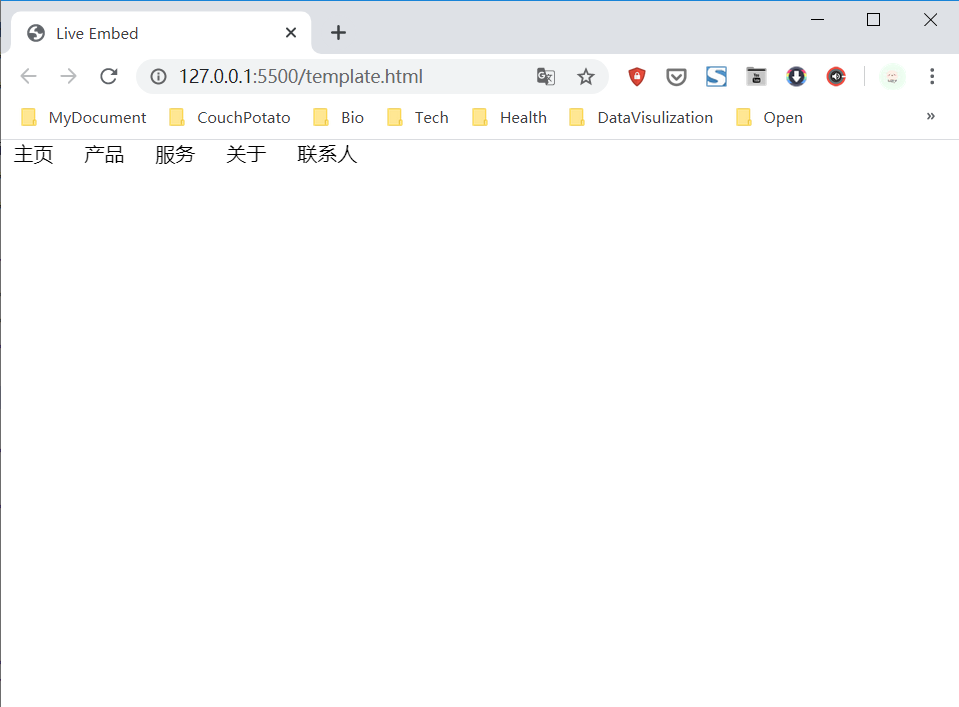 Live Embed
127.0.0.1:5500/template.html
MyDocument CouchPotato Bio Tech Health DataVisulization Open »
主页 产品 服务 关于 联系人